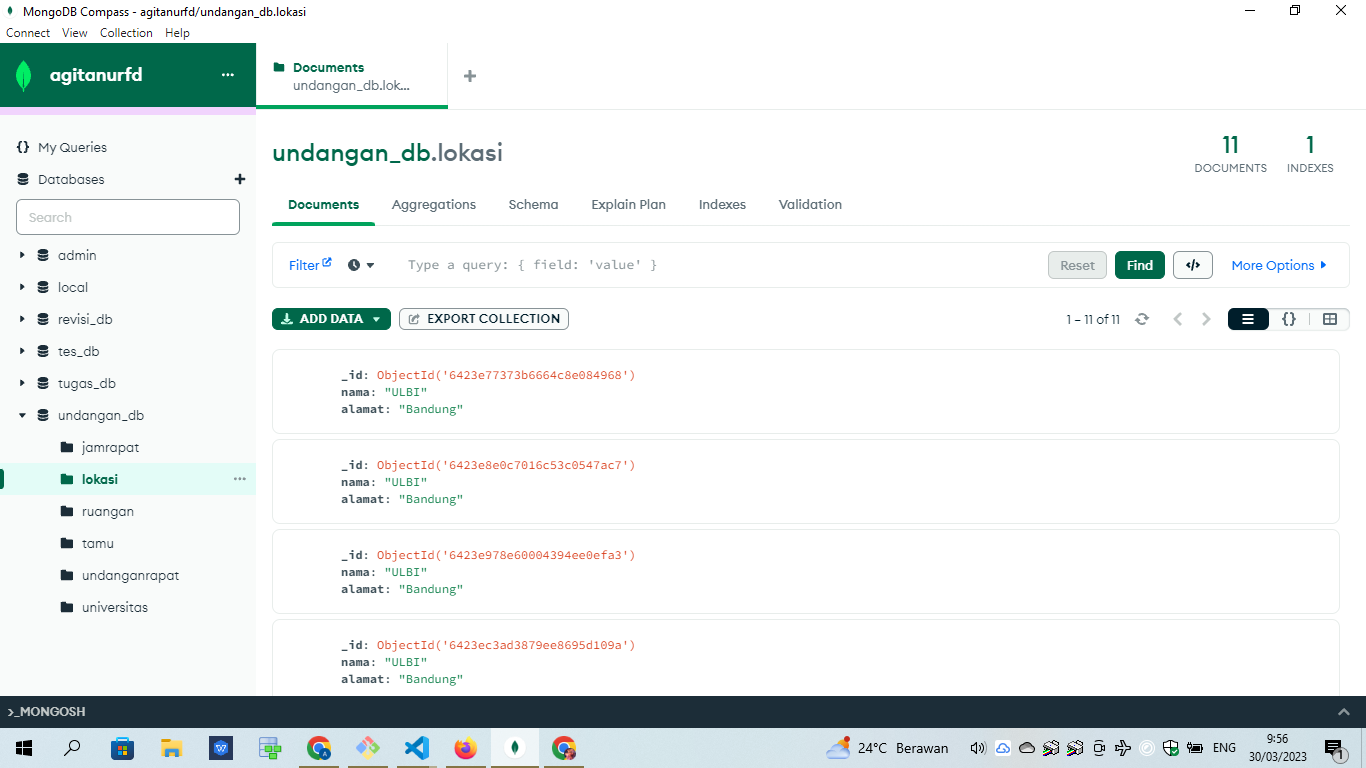 MongoDB Compass - agitanurfd/undangan_db.lokasi
Connect View Collection Help
agitanurfd
Documents
undangan_db.lok...
My Queries
Databases
Search
admin
local
revisi_db
tes_db
tugas_db
undangan_db
jamrapat
lokasi
ruangan
tamu
undanganrapat
universitas
undangan_db.lokasi
11
DOCUMENTS
1
INDEXES
Documents Aggregations Schema Explain Plan Indexes Validation
Filter Type a query: { field: 'value' } Reset Find More Options
ADD DATA EXPORT COLLECTION 1 – 11 of 11
_id: ObjectId('6423e77373b6664c8e084968')
nama: "ULBI"
alamat: "Bandung"
_id: ObjectId('6423e8e0c7016c53c0547ac7')
nama: "ULBI"
alamat: "Bandung"
_id: ObjectId('6423e978e60004394ee0efa3')
nama: "ULBI"
alamat: "Bandung"
_id: ObjectId('6423ec3ad3879ee8695d109a')
nama: "ULBI"
alamat: "Bandung"
>_MONGOSH
24°C Berawan ENG
9:56
30/03/2023
1